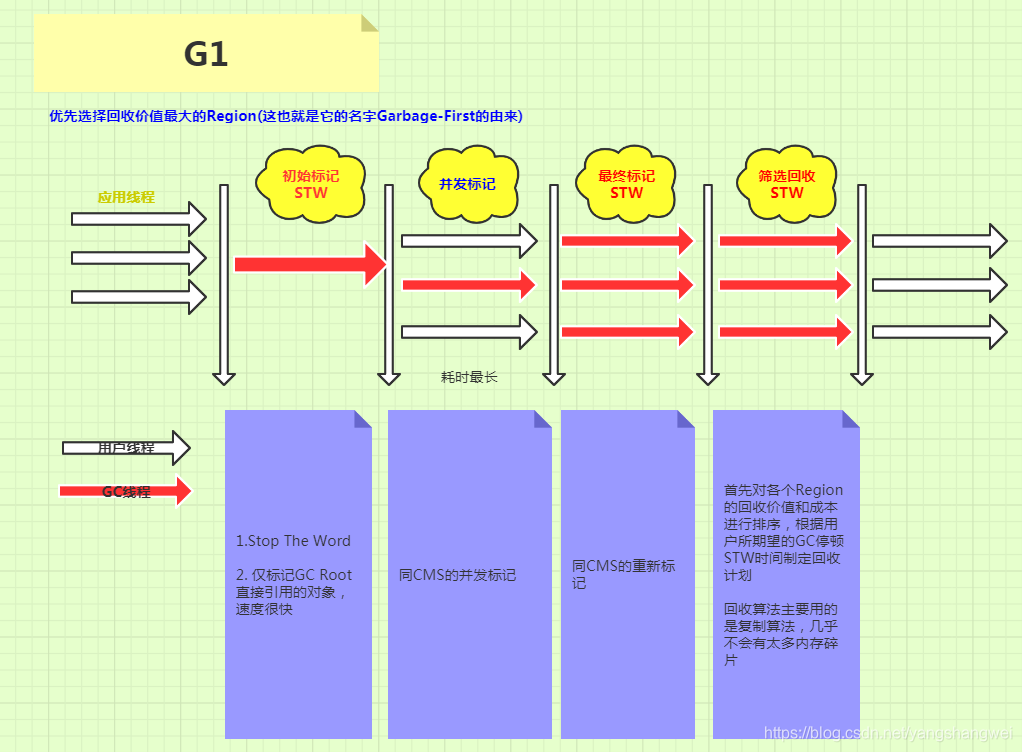 G1
优先选择回收价值最大的Region(这也就是它的名字Garbage-First的由来)
应用线程
初始标记
STW
并发标记
最终标记
STW
筛选回收
STW
耗时最长
用户线程
GC线程
1.Stop The Word
2. 仅标记GC Root
直接引用的对象，
速度很快
同CMS的并发标记
同CMS的重新标
记
首先对各个Region
的回收价值和成本
进行排序，根据用
户所期望的GC停顿
STW时间制定回收
计划
回收算法主要用的
是复制算法，几乎
不会有太多内存碎
片
https://blog.csdn.net/yangshangwei